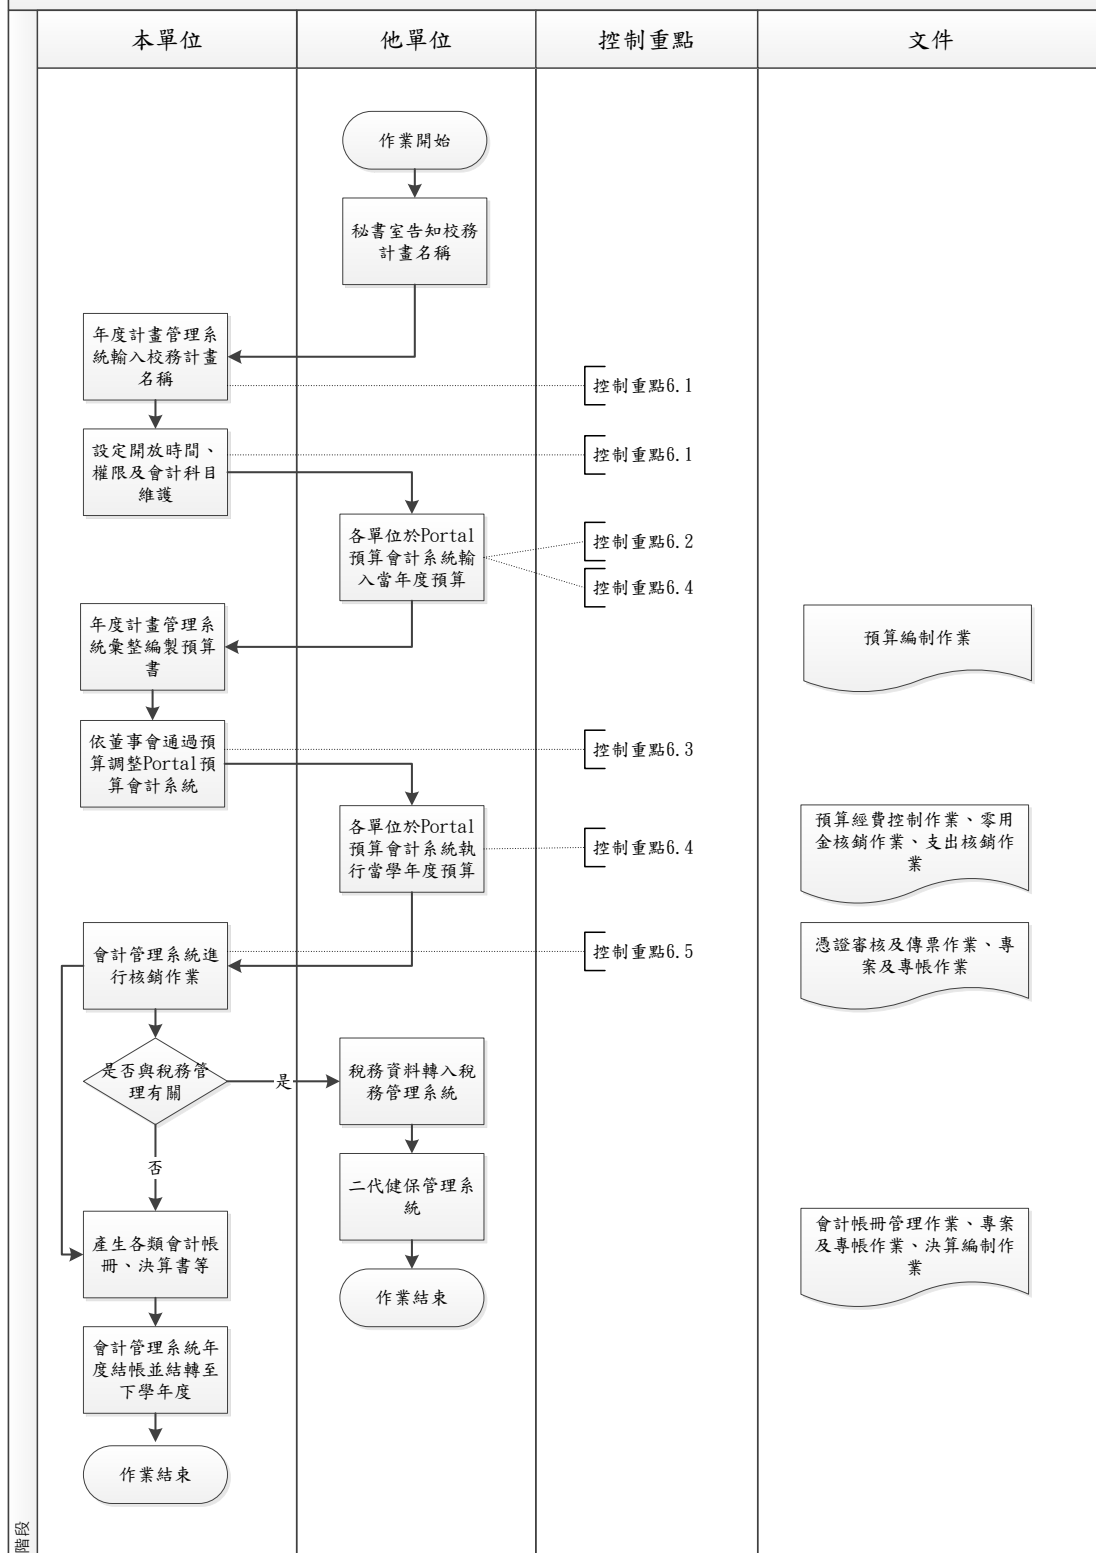 本單位
他單位
控制重點
文件
作業開始
秘書室告知校務
計畫名稱
年度計畫管理系
統輸入校務計畫
名稱
控制重點6.1
設定開放時間、
權限及會計科目
維護
控制重點6.1
各單位於Portal
預算會計系統輸
入當年度預算
控制重點6.2
控制重點6.4
年度計畫管理系
統彙整編製預算
書
預算編制作業
依董事會通過預
算調整Portal預
算會計系統
控制重點6.3
各單位於Portal
預算會計系統執
行當學年度預算
控制重點6.4
預算經費控制作業、零用
金核銷作業、支出核銷作
業
會計管理系統進
行核銷作業
控制重點6.5
憑證審核及傳票作業、專
案及專帳作業
是否與稅務管
理有關
是
稅務資料轉入稅
務管理系統
否
二代健保管理系
統
產生各類會計帳
冊、決算書等
會計帳冊管理作業、專案
及專帳作業、決算編制作
業
作業結束
會計管理系統年
度結帳並結轉至
下學年度
作業結束
階段